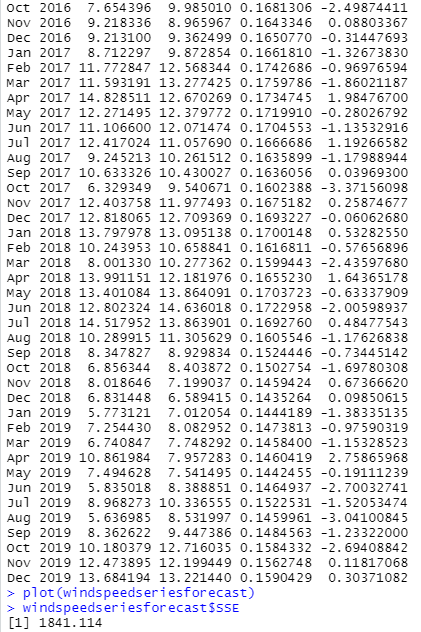 Oct 2016  7.654396  9.985010 0.1681306 -2.49874411
Nov 2016  9.218336  8.965967 0.1643346  0.08803367
Dec 2016  9.213100  9.362499 0.1650770 -0.31447693
Jan 2017  8.712297  9.872854 0.1661810 -1.32673830
Feb 2017 11.772847 12.568344 0.1742686 -0.96976594
Mar 2017 11.593191 13.277425 0.1759786 -1.86021187
Apr 2017 14.828511 12.670269 0.1734745  1.98476700
May 2017 12.271495 12.379772 0.1719910 -0.28026792
Jun 2017 11.106600 12.071474 0.1704553 -1.13532916
Jul 2017 12.417024 11.057690 0.1666686  1.19266582
Aug 2017  9.245213 10.261512 0.1635899 -1.17988944
Sep 2017 10.633326 10.430027 0.1636056  0.03969300
Oct 2017  6.329349  9.540671 0.1602388 -3.37156098
Nov 2017 12.403758 11.977493 0.1675182  0.25874677
Dec 2017 12.818065 12.709369 0.1693227 -0.06062680
Jan 2018 13.797978 13.095138 0.1700148  0.53282550
Feb 2018 10.243953 10.658841 0.1616811 -0.57656896
Mar 2018  8.001330 10.277362 0.1599443 -2.43597680
Apr 2018 13.991151 12.181976 0.1655230  1.64365178
May 2018 13.401084 13.864091 0.1703723 -0.63337909
Jun 2018 12.802324 14.636018 0.1722958 -2.00598937
Jul 2018 14.517952 13.863901 0.1692760  0.48477543
Aug 2018 10.289915 11.305629 0.1605546 -1.17626838
Sep 2018  8.347827  8.929834 0.1524446 -0.73445142
Oct 2018  6.856344  8.403872 0.1502754 -1.69780308
Nov 2018  8.018646  7.199037 0.1459424  0.67366620
Dec 2018  6.831448  6.589415 0.1435264  0.09850615
Jan 2019  5.773121  7.012054 0.1444189 -1.38335135
Feb 2019  7.254430  8.082952 0.1473813 -0.97590319
Mar 2019  6.740847  7.748292 0.1458400 -1.15328523
Apr 2019 10.861984  7.957283 0.1460419  2.75865968
May 2019  7.494628  7.541495 0.1442455 -0.19111239
Jun 2019  5.835018  8.388851 0.1464937 -2.70032741
Jul 2019  8.968273 10.336555 0.1522531 -1.52053474
Aug 2019  5.636985  8.531997 0.1459961 -3.04100845
Sep 2019  8.362622  9.447386 0.1484563 -1.23322000
Oct 2019 10.180379 12.716035 0.1584332 -2.69408842
Nov 2019 12.473895 12.199449 0.1562748  0.11817068
Dec 2019 13.684194 13.221440 0.1590429  0.30371082
> plot(windspeedseriesforecast)
> windspeedseriesforecast$SSE
[1] 1841.114